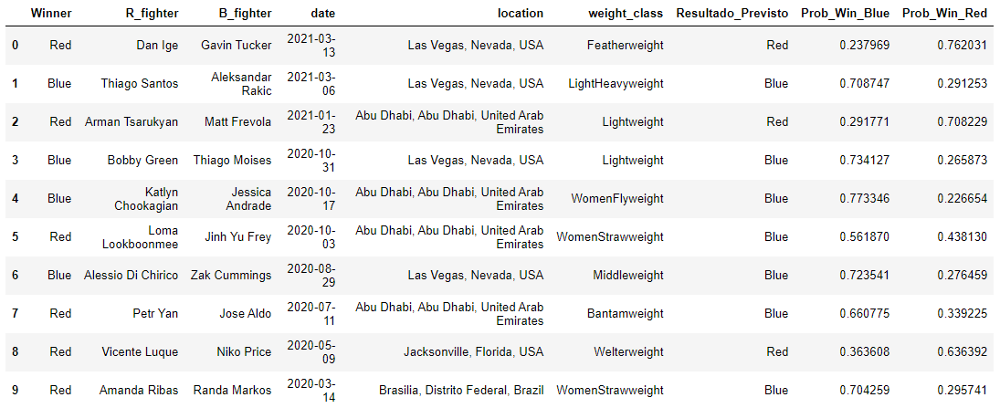 Winner R_fighter B_fighter date location weight_class Resultado_Previsto Prob_Win_Blue Prob_Win_Red
0 Red Dan Ige Gavin Tucker 2021-03-
13 Las Vegas, Nevada, USA Featherweight Red 0.237969 0.762031
1 Blue Thiago Santos Aleksandar
Rakic 2021-03-
06 Las Vegas, Nevada, USA LightHeavyweight Blue 0.708747 0.291253
2 Red Arman Tsarukyan Matt Frevola 2021-01-
23 Abu Dhabi, Abu Dhabi, United Arab
Emirates Lightweight Red 0.291771 0.708229
3 Blue Bobby Green Thiago Moises 2020-10-
31 Las Vegas, Nevada, USA Lightweight Blue 0.734127 0.265873
4 Blue Katlyn
Chookagian Jessica
Andrade 2020-10-
17 Abu Dhabi, Abu Dhabi, United Arab
Emirates WomenFlyweight Blue 0.773346 0.226654
5 Red Loma
Lookboonmee Jinh Yu Frey 2020-10-
03 Abu Dhabi, Abu Dhabi, United Arab
Emirates WomenStrawweight Blue 0.561870 0.438130
6 Blue Alessio Di Chirico Zak Cummings 2020-08-
29 Las Vegas, Nevada, USA Middleweight Blue 0.723541 0.276459
7 Red Petr Yan Jose Aldo 2020-07-
11 Abu Dhabi, Abu Dhabi, United Arab
Emirates Bantamweight Blue 0.660775 0.339225
8 Red Vicente Luque Niko Price 2020-05-
09 Jacksonville, Florida, USA Welterweight Red 0.363608 0.636392
9 Red Amanda Ribas Randa Markos 2020-03-
14 Brasilia, Distrito Federal, Brazil WomenStrawweight Blue 0.704259 0.295741